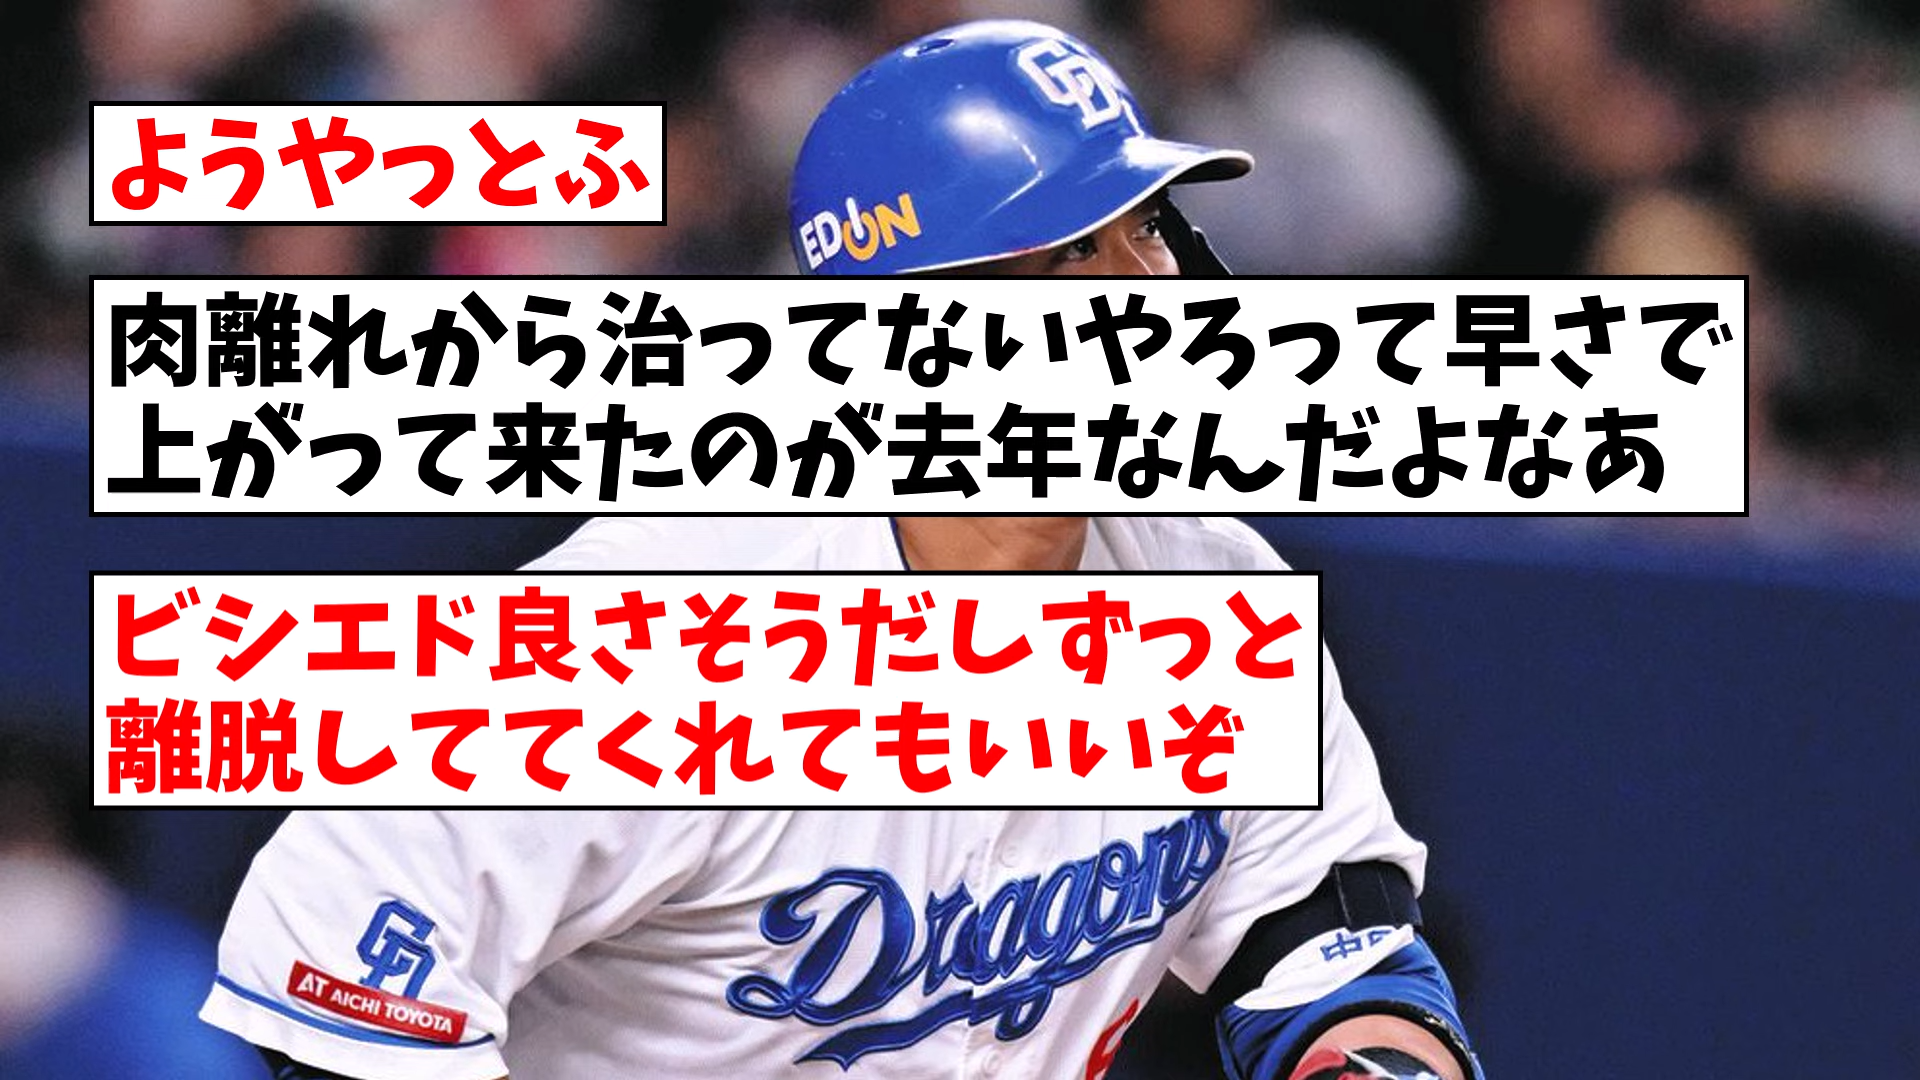 ようやっとふ
EDION
肉離れから治ってないやろって早さで
上がって来たのが去年なんだよなあ
ビシエド良さそうだしずっと
離脱しててくれてもいいぞ
Dragons
AT AICHI TOYOTA